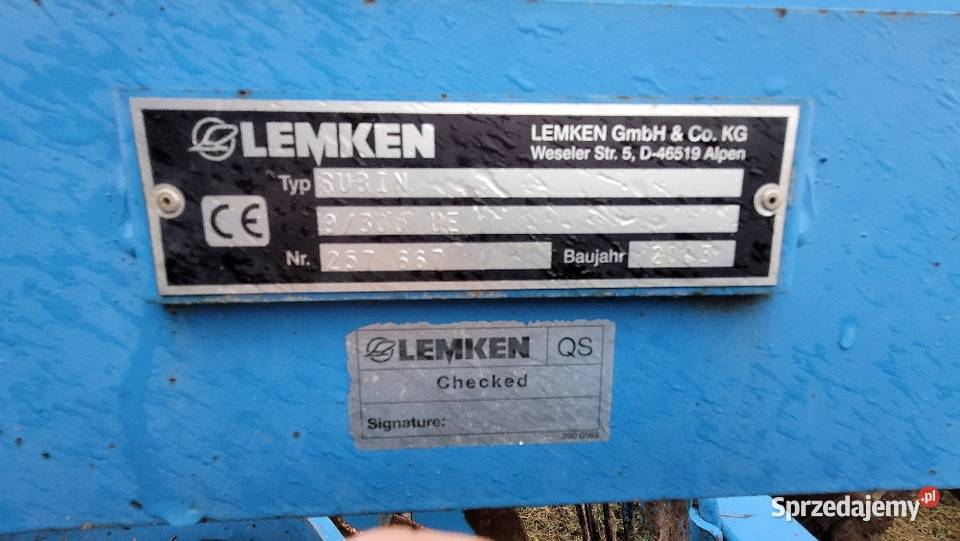 LEMKEN
LEMKEN GmbH & Co. KG
Weseler Str. 5, D-46519 Alpen
Typ RUBIN
9/300 UE
CE
Nr. 257 667 Baujahr 2013
LEMKEN QS
Checked
Signature:
Sprzedajemy.pl